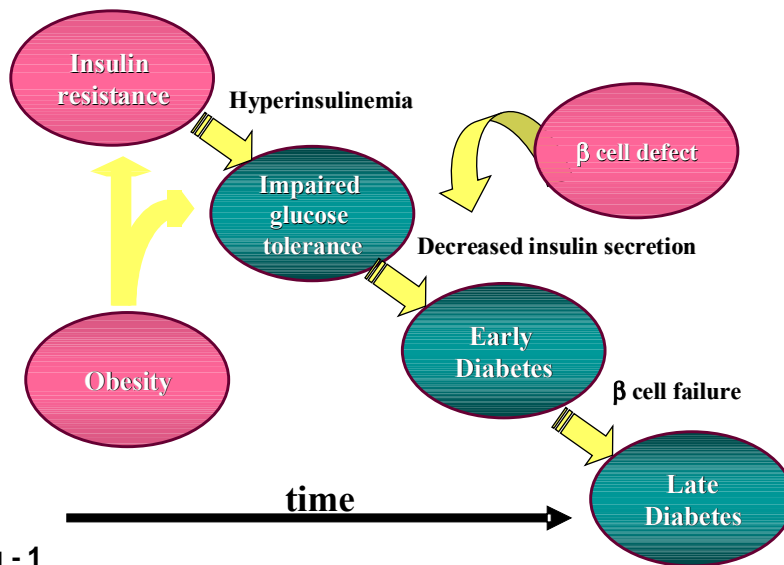 Insulin
resistance
Hyperinsulinemia
β cell defect
Impaired
glucose
tolerance
Decreased insulin secretion
Early
Diabetes
Obesity
β cell failure
time
Late
Diabetes
- 1